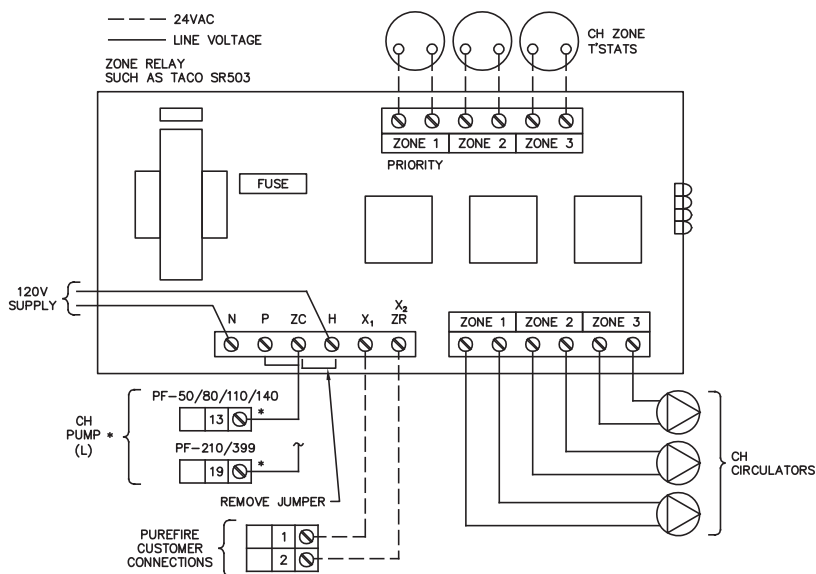 24VAC
LINE VOLTAGE
ZONE RELAY
SUCH AS TACO SR503
CH ZONE
T'STATS
ZONE 1 ZONE 2 ZONE 3
PRIORITY
FUSE
120V
SUPPLY
N P ZC H X₁ X₂
ZR
ZONE 1 ZONE 2 ZONE 3
PF-50/80/110/140
13 *
CH
PUMP *
(L)
PF-210/399
19 *
REMOVE JUMPER
CH
CIRCULATORS
PUREFIRE
CUSTOMER
CONNECTIONS
1
2